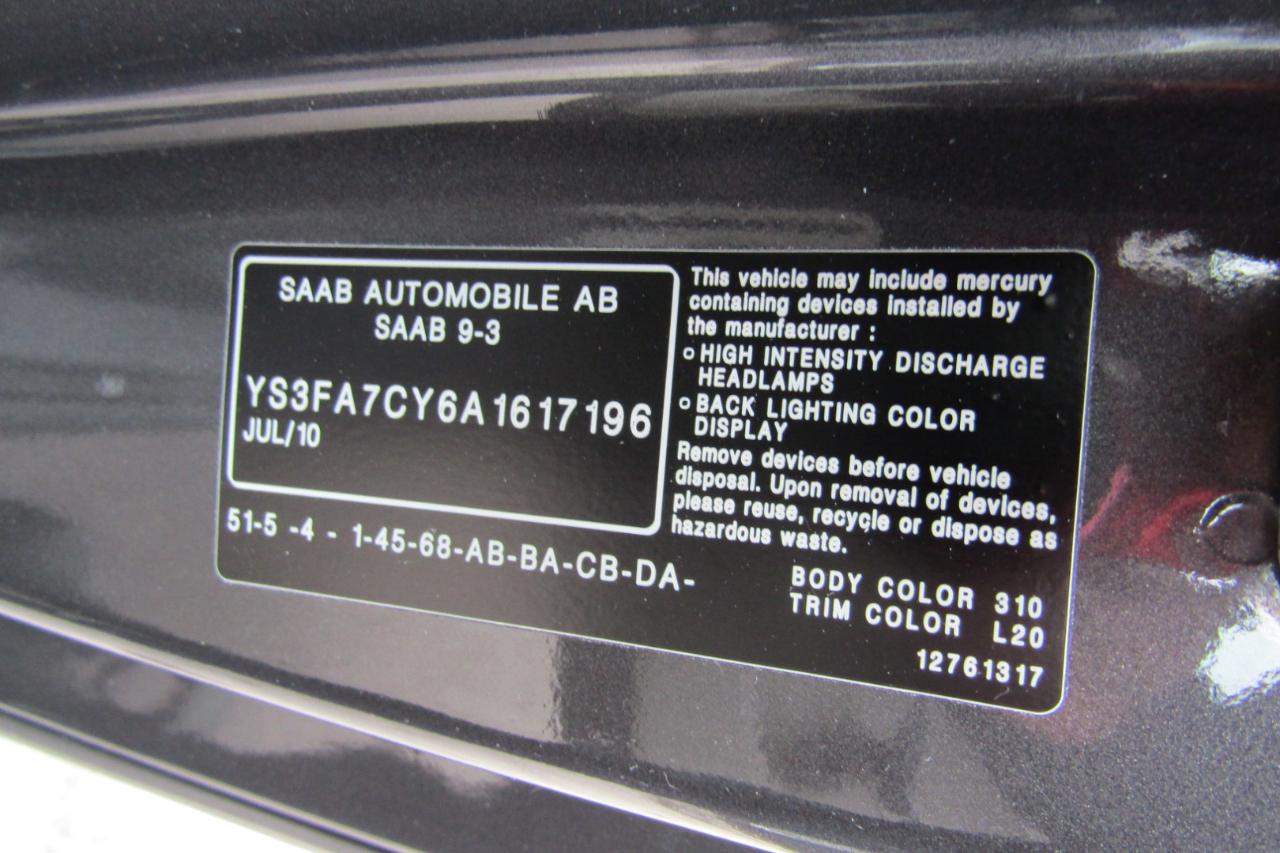 SAAB AUTOMOBILE AB
SAAB 9-3
YS3FA7CY6A1617196
JUL/10
51-5 -4 - 1-45-68-AB-BA-CB-DA-
This vehicle may include mercury
containing devices installed by
the manufacturer :
o HIGH INTENSITY DISCHARGE
HEADLAMPS
o BACK LIGHTING COLOR
DISPLAY
Remove devices before vehicle
disposal. Upon removal of devices,
please reuse, recycle or dispose as
hazardous waste.
BODY COLOR 310
TRIM COLOR L20
12761317